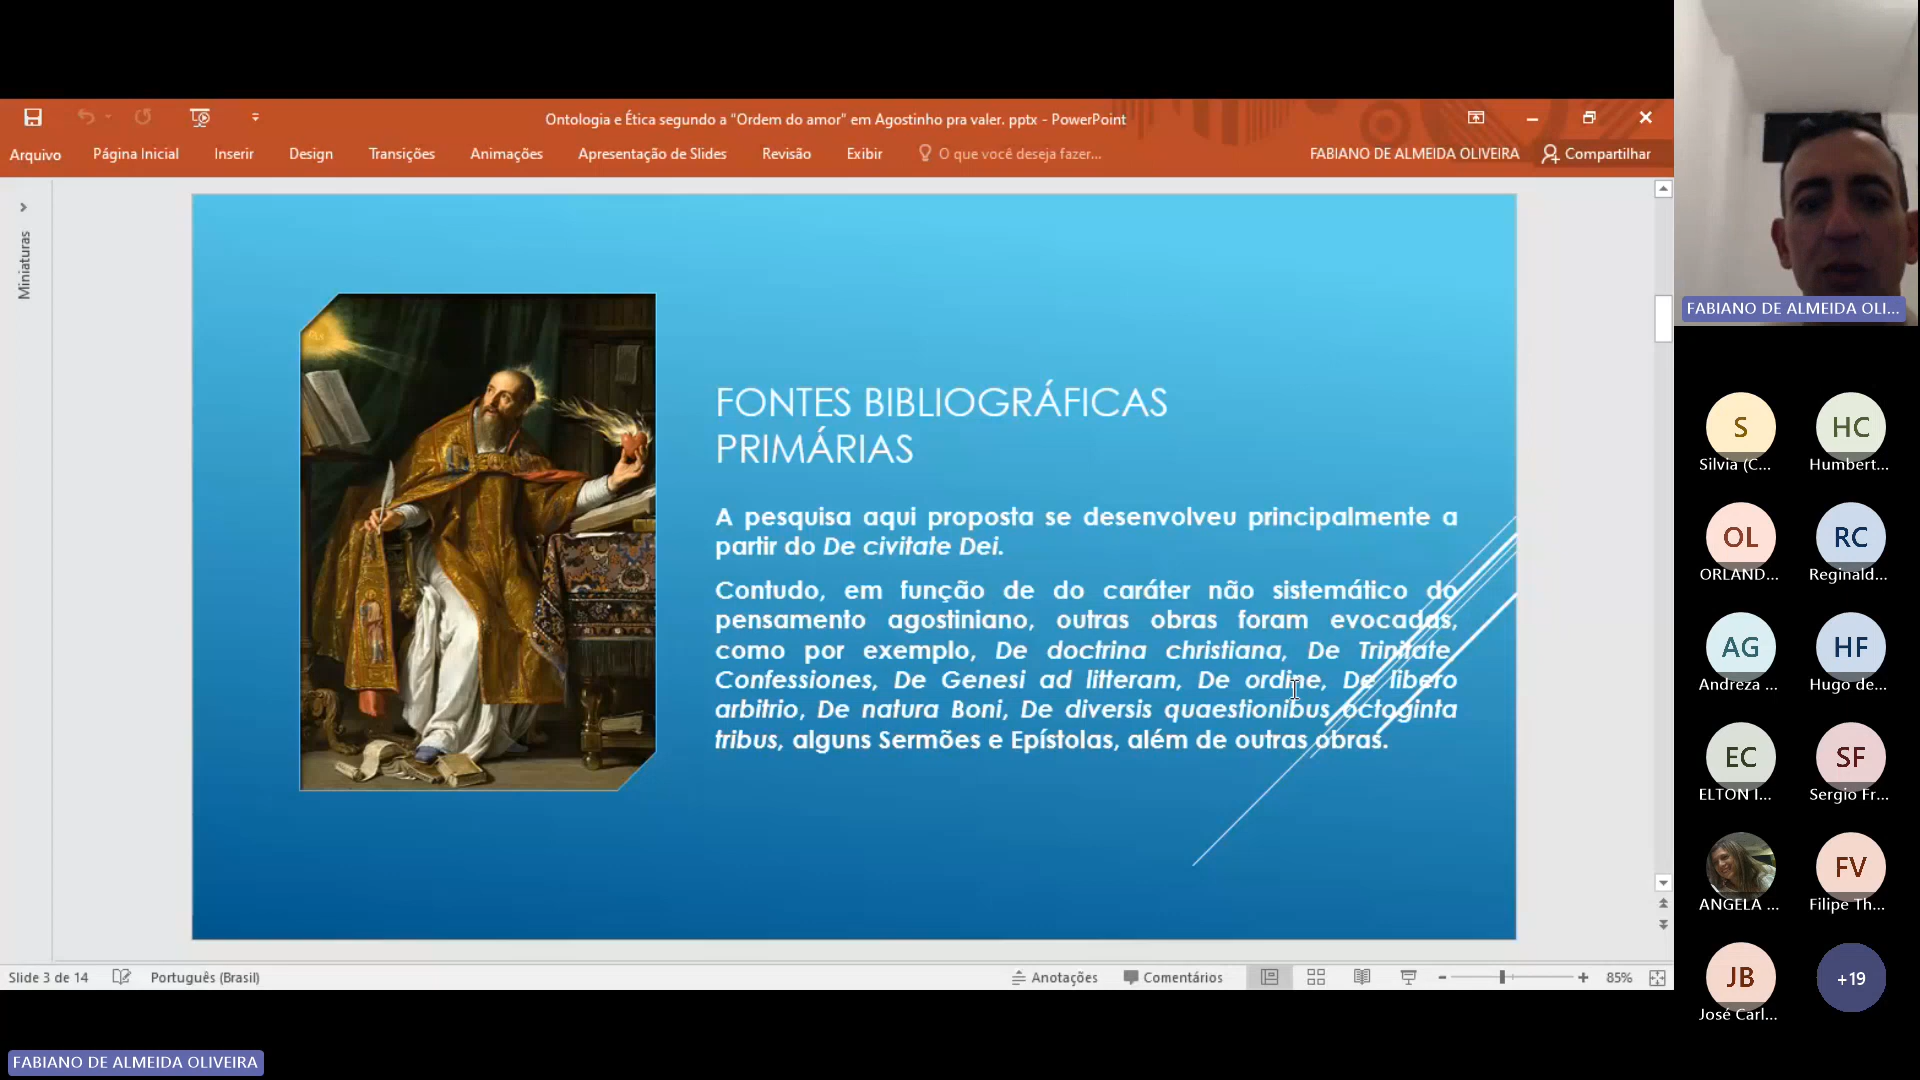 Ontologia e Ética segundo a “Ordem do amor” em Agostinho pra valer. pptx - PowerPoint
Arquivo
Página Inicial
Inserir
Design
Transições
Animações
Apresentação de Slides
Revisão
Exibir
O que você deseja fazer...
FABIANO DE ALMEIDA OLIVEIRA
Compartilhar
Miniaturas
FONTES BIBLIOGRÁFICAS
PRIMÁRIAS
A pesquisa aqui proposta se desenvolveu principalmente a
partir do De civitate Dei.
Contudo, em função de do caráter não sistemático do
pensamento agostiniano, outras obras foram evocadas,
como por exemplo, De doctrina christiana, De Trinitate,
Confessiones, De Genesi ad litteram, De ordine, De libero
arbitrio, De natura Boni, De diversis quaestionibus octoginta
tribus, alguns Sermões e Epístolas, além de outras obras.
Slide 3 de 14
Português (Brasil)
Anotações
Comentários
85%
FABIANO DE ALMEIDA OLI...
S
Silvia (C...
HC
Humbert...
OL
ORLAND...
RC
Reginald...
AG
Andreza ...
HF
Hugo de...
EC
ELTON I...
SF
Sergio Fr...
ANGELA ...
FV
Filipe Th...
JB
José Carl...
+19
FABIANO DE ALMEIDA OLIVEIRA